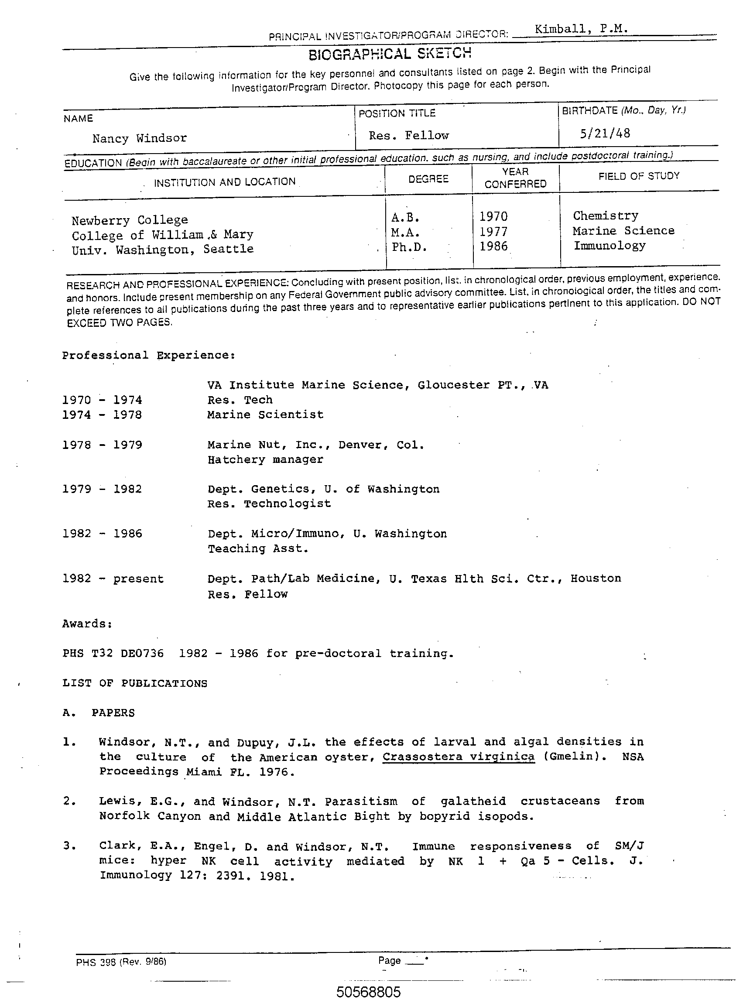 PRINCIPAL INVESTIGATOR/PROGRAM DIRECTOR: Kimball, P.M.
BIOGRAPHICAL SKETCH
Give the following information for the key personnel and consultants listed on page 2. Begin with the Principal
Investigator/Program Director. Photocopy this page for each person.
NAME POSITION TITLE BIRTHDATE (Mo., Day, Yr.)
Nancy Windsor Res. Fellow 5/21/48
EDUCATION (Begin with baccalaureate or other initial professional education, such as nursing, and include postdoctoral training.)
INSTITUTION AND LOCATION DEGREE YEAR CONFERRED FIELD OF STUDY
Newberry College A.B. 1970 Chemistry
College of William & Mary M.A. 1977 Marine Science
Univ. Washington, Seattle Ph.D. 1986 Immunology
RESEARCH AND PROFESSIONAL EXPERIENCE: Concluding with present position, list, in chronological order, previous employment, experience,
and honors. Include present membership on any Federal Government public advisory committee. List, in chronological order, the titles and com-
plete references to all publications during the past three years and to representative earlier publications pertinent to this application. DO NOT
EXCEED TWO PAGES.
Professional Experience:
VA Institute Marine Science, Gloucester PT., VA
1970 - 1974 Res. Tech
1974 - 1978 Marine Scientist
1978 - 1979 Marine Nut, Inc., Denver, Col.
Hatchery manager
1979 - 1982 Dept. Genetics, U. of Washington
Res. Technologist
1982 - 1986 Dept. Micro/Immuno, U. Washington
Teaching Asst.
1982 - present Dept. Path/Lab Medicine, U. Texas Hlth Sci. Ctr., Houston
Res. Fellow
Awards:
PHS T32 DE0736 1982 - 1986 for pre-doctoral training.
LIST OF PUBLICATIONS
A. PAPERS
1. Windsor, N.T., and Dupuy, J.L. the effects of larval and algal densities in
the culture of the American oyster, Crassostera virginica (Gmelin). NSA
Proceedings Miami FL. 1976.
2. Lewis, E.G., and Windsor, N.T. Parasitism of galatheid crustaceans from
Norfolk Canyon and Middle Atlantic Bight by bopyrid isopods.
3. Clark, E.A., Engel, D. and Windsor, N.T. Immune responsiveness of SM/J
mice: hyper NK cell activity mediated by NK 1 + Qa 5 - Cells. J.
Immunology 127: 2391. 1981.
PHS 398 (Rev. 9/86) Page ___*
50568805